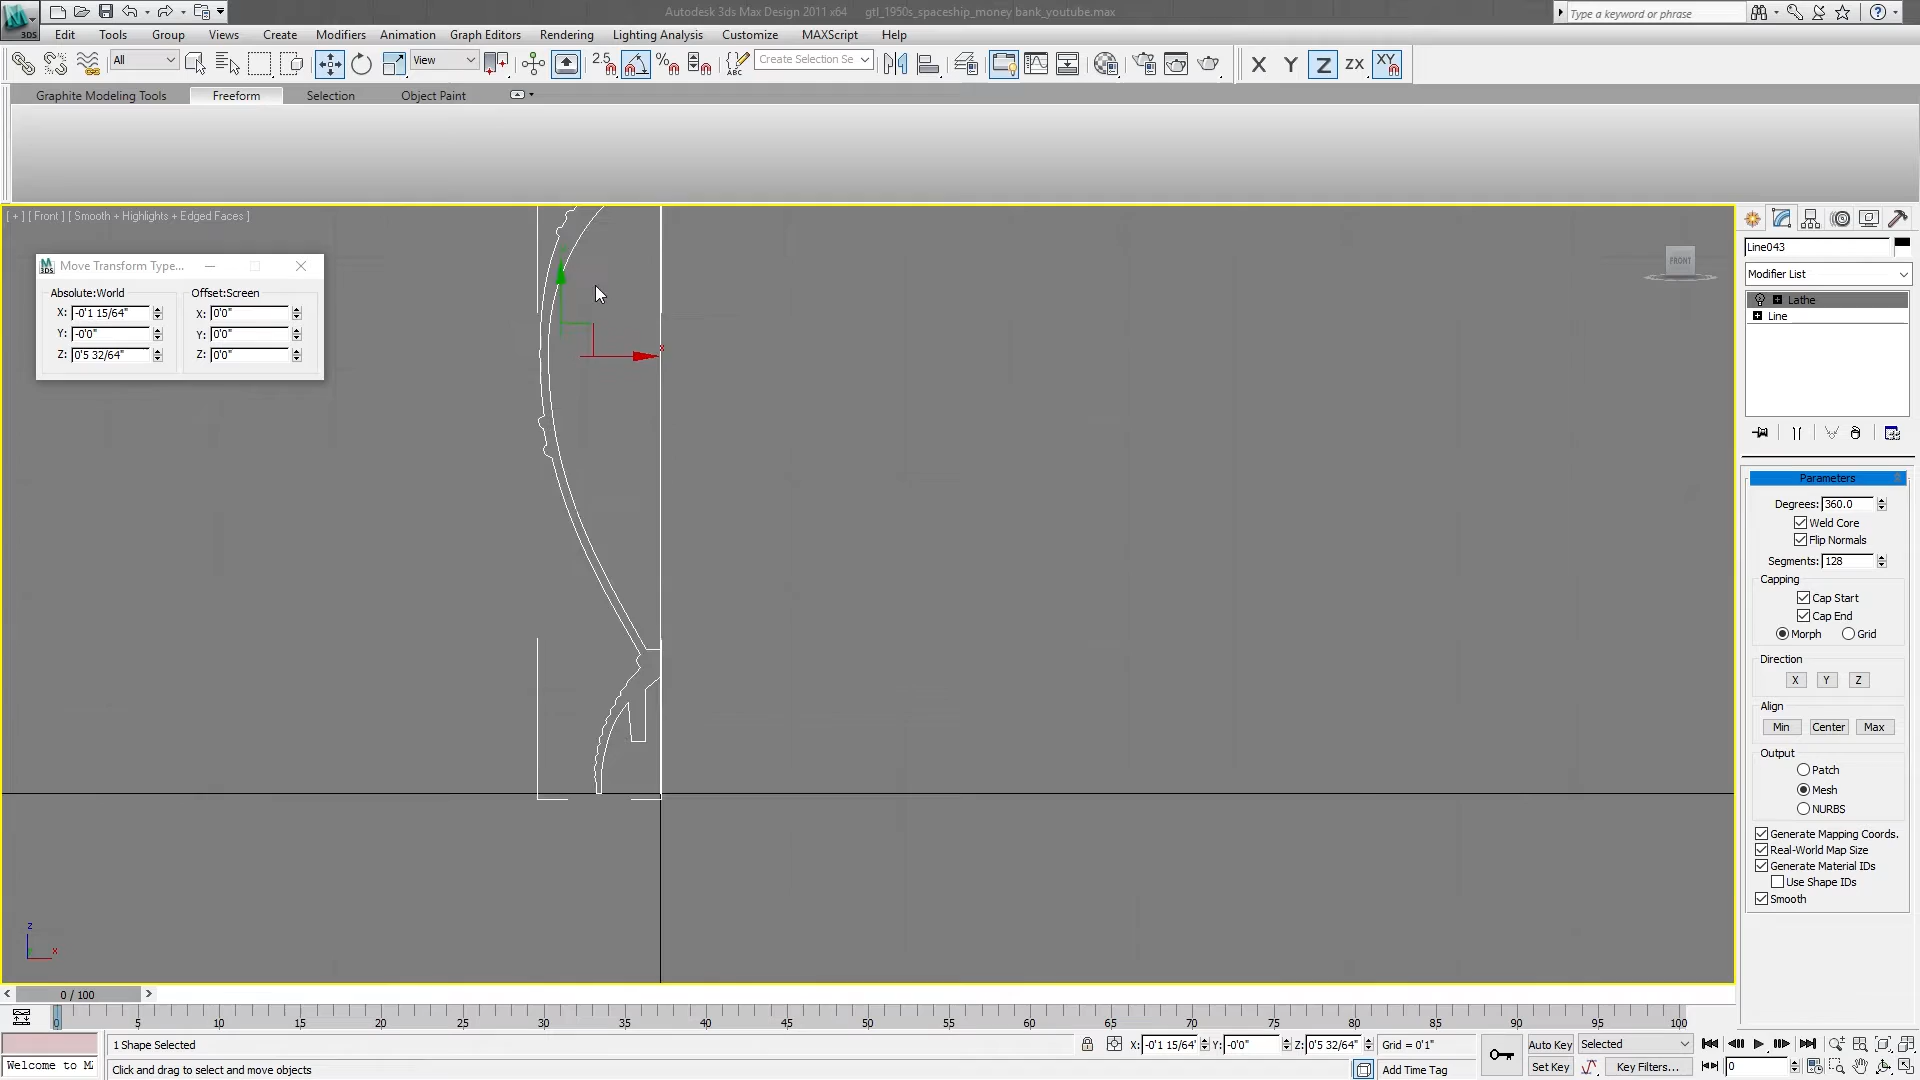 Autodesk 3ds Max Design 2011 x64 gtl_1950s_spaceship_money bank_youtube.max
Type a keyword or phrase
3DS
Edit Tools Group Views Create Modifiers Animation Graph Editors Rendering Lighting Analysis Customize MAXScript Help
All View 2.5 Create Selection Se X Y Z ZX XY
Graphite Modeling Tools Freeform Selection Object Paint
[ + ] [ Front ] [ Smooth + Highlights + Edged Faces ]
Move Transform Type...
Absolute:World Offset:Screen
X: -0'1 15/64" X: 0'0"
Y: -0'0" Y: 0'0"
Z: 0'5 32/64" Z: 0'0"
x
FRONT
z
x
Line043
Modifier List
Lathe
Line
Parameters
Degrees: 360.0
Weld Core
Flip Normals
Segments: 128
Capping
Cap Start
Cap End
Morph Grid
Direction
X Y Z
Align
Min Center Max
Output
Patch
Mesh
NURBS
Generate Mapping Coords.
Real-World Map Size
Generate Material IDs
Use Shape IDs
Smooth
0 / 100
0 5 10 15 20 25 30 35 40 45 50 55 60 65 70 75 80 85 90 95 100
1 Shape Selected X: -0'1 15/64" Y: -0'0" Z: 0'5 32/64" Grid = 0'1" Auto Key Selected
Welcome to M
Click and drag to select and move objects Add Time Tag Set Key Key Filters... 0